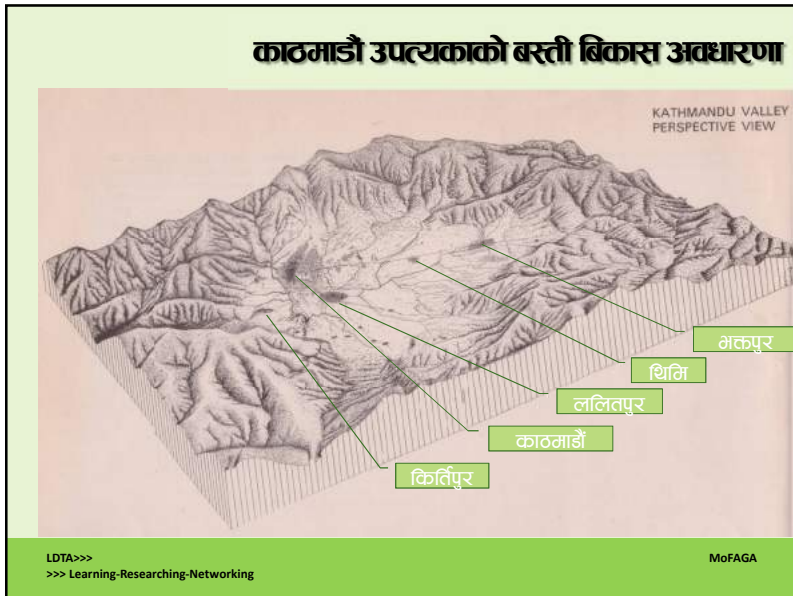 काठमाडौं उपत्यकाको बस्ती बिकास अवधारणा
KATHMANDU VALLEY
PERSPECTIVE VIEW
भक्तपुर
थिमि
ललितपुर
काठमाडौं
किर्तिपुर
LDTA>>>
>>> Learning-Researching-Networking
MoFAGA